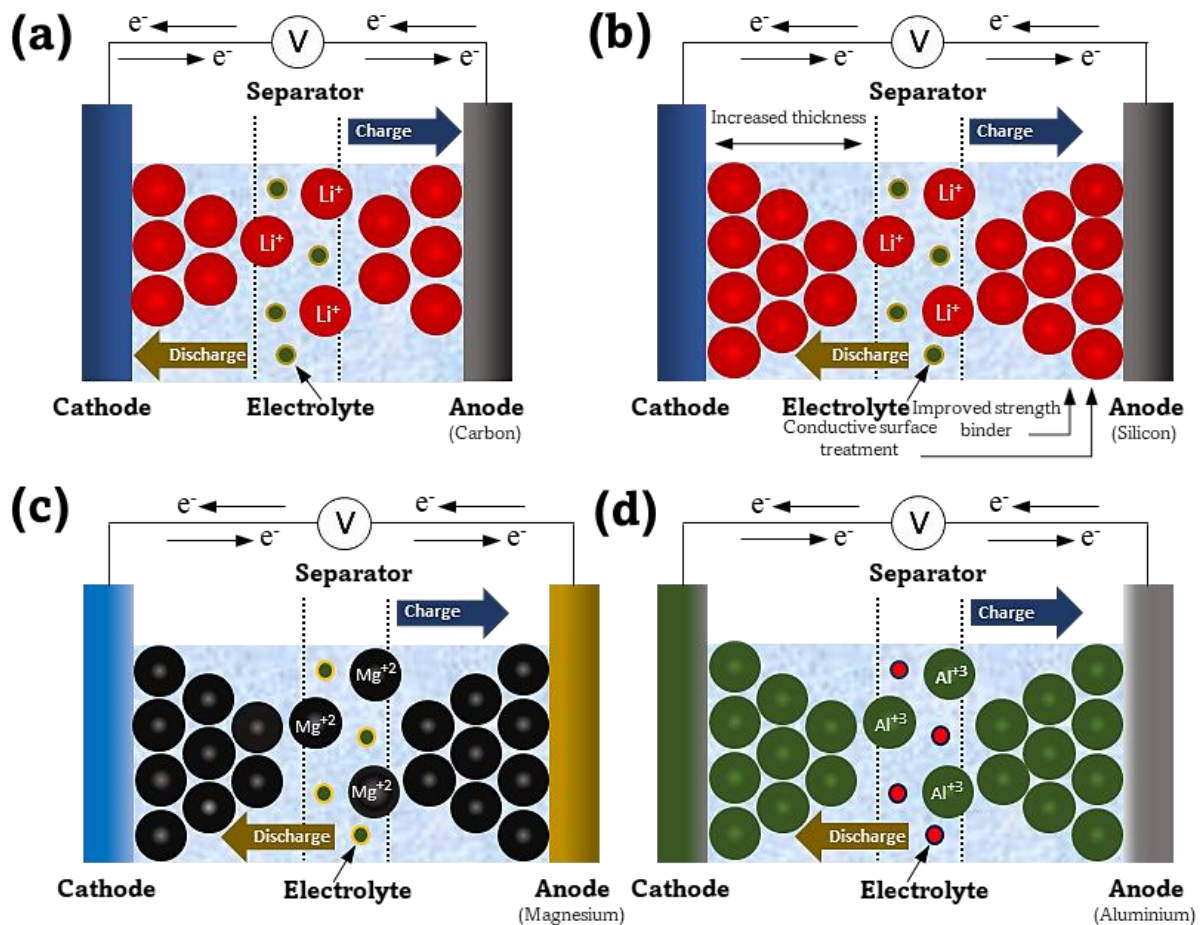 (a)
e⁻ e⁻
V
e⁻ e⁻
Separator
Charge
Li⁺
Li⁺
Li⁺
Discharge
Cathode Electrolyte Anode
(Carbon)
(b)
e⁻ e⁻
V
e⁻ e⁻
Separator
Increased thickness
Charge
Li⁺
Li⁺
Li⁺
Discharge
Cathode Electrolyte Anode
(Silicon)
Improved strength
binder
Conductive surface
treatment
(c)
e⁻ e⁻
V
e⁻ e⁻
Separator
Charge
Mg⁺²
Mg⁺²
Mg⁺²
Discharge
Cathode Electrolyte Anode
(Magnesium)
(d)
e⁻ e⁻
V
e⁻ e⁻
Separator
Charge
Al⁺³
Al⁺³
Al⁺³
Discharge
Cathode Electrolyte Anode
(Aluminium)